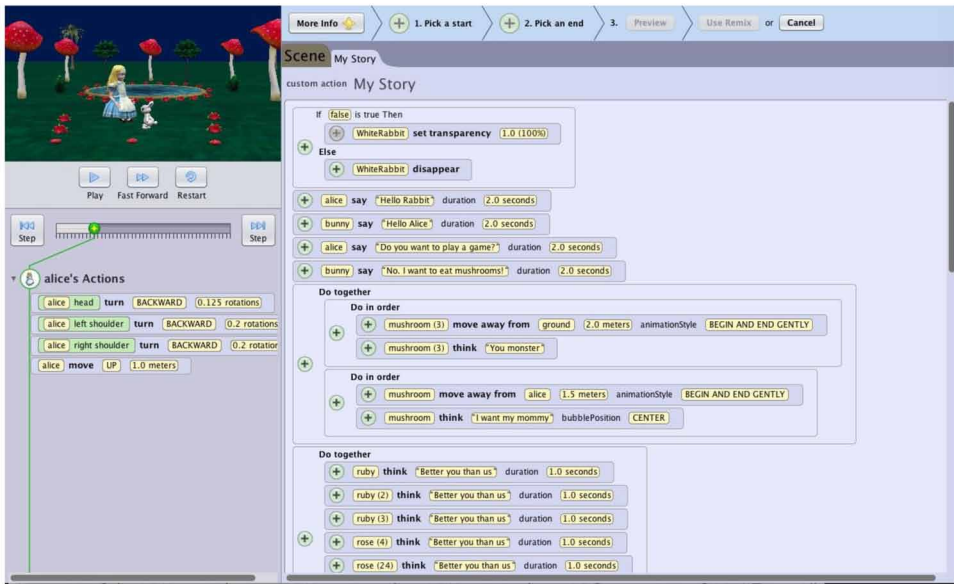 More Info 1. Pick a start 2. Pick an end 3. Preview Use Remix or Cancel
Scene My Story
custom action My Story
If false is true Then
WhiteRabbit set transparency 1.0 (100%)
Else
WhiteRabbit disappear
alice say "Hello Rabbit" duration 2.0 seconds
bunny say "Hello Alice" duration 2.0 seconds
alice say "Do you want to play a game?" duration 2.0 seconds
bunny say "No, I want to eat mushrooms!" duration 2.0 seconds
Do together
Do in order
mushroom (3) move away from ground 2.0 meters animationStyle BEGIN AND END GENTLY
mushroom (3) think "You monster"
Do in order
mushroom move away from alice 1.5 meters animationStyle BEGIN AND END GENTLY
mushroom think "I want my mommy" bubblePosition CENTER
Do together
ruby think "Better you than us" duration 1.0 seconds
ruby (2) think "Better you than us" duration 1.0 seconds
ruby (3) think "Better you than us" duration 1.0 seconds
rose (4) think "Better you than us" duration 1.0 seconds
rose (24) think "Better you than us" duration 1.0 seconds
Play Fast Forward Restart
Step Step
alice's Actions
alice head turn BACKWARD 0.125 rotations
alice left shoulder turn BACKWARD 0.2 rotations
alice right shoulder turn BACKWARD 0.2 rotation
alice move UP 1.0 meters